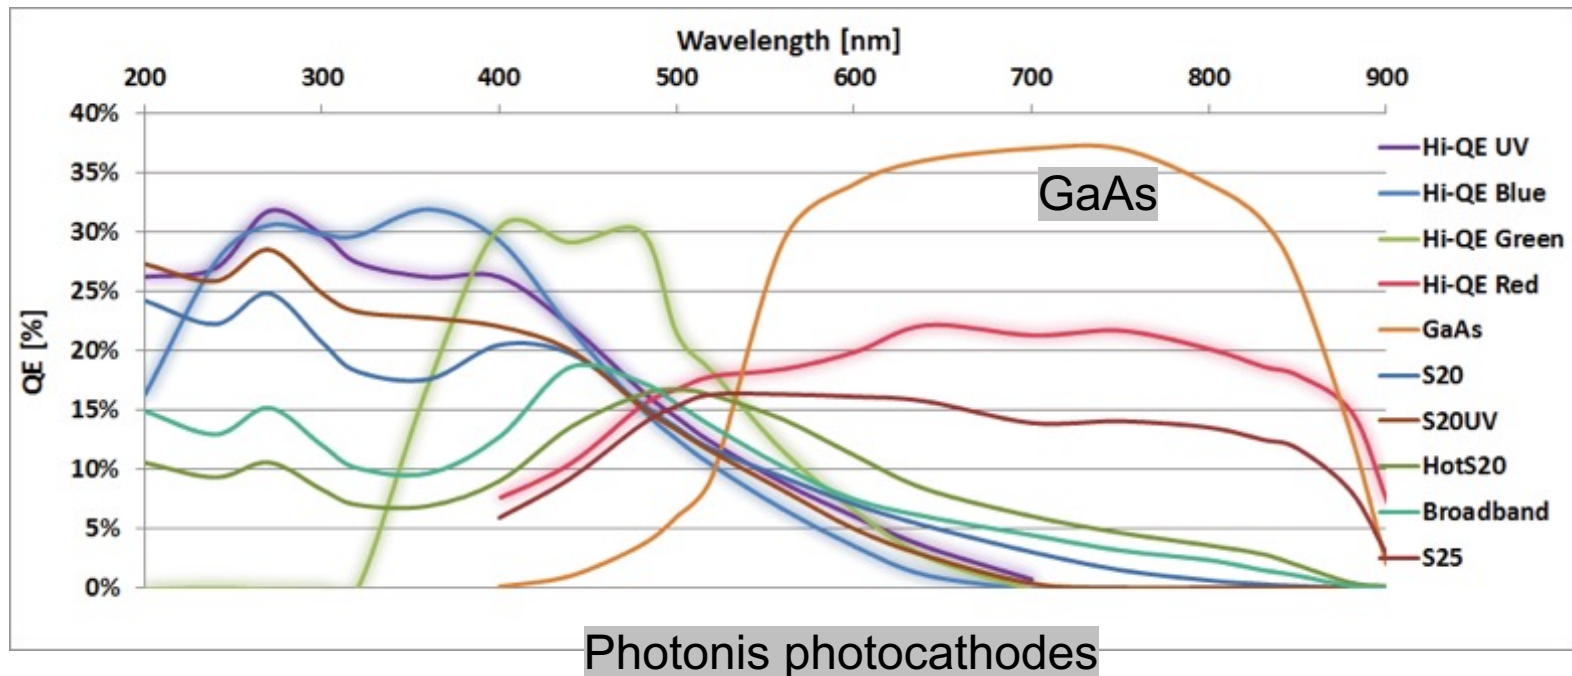 Wavelength [nm]
200 300 400 500 600 700 800 900
40%
35%
30%
25%
20%
15%
10%
5%
0%
QE [%]
GaAs
Hi-QE UV
Hi-QE Blue
Hi-QE Green
Hi-QE Red
GaAs
S20
S20UV
HotS20
Broadband
S25
Photonis photocathodes